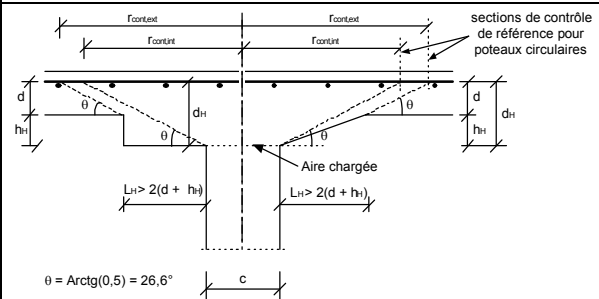 rcont,ext
rcont,ext
sections de contrôle
de référence pour
poteaux circulaires
rcont,int
rcont,int
d
θ
dH
θ
d
dH
hH
θ
θ
hH
Aire chargée
LH> 2(d + hH)
LH> 2(d + hH)
θ = Arctg(0,5) = 26,6°
c